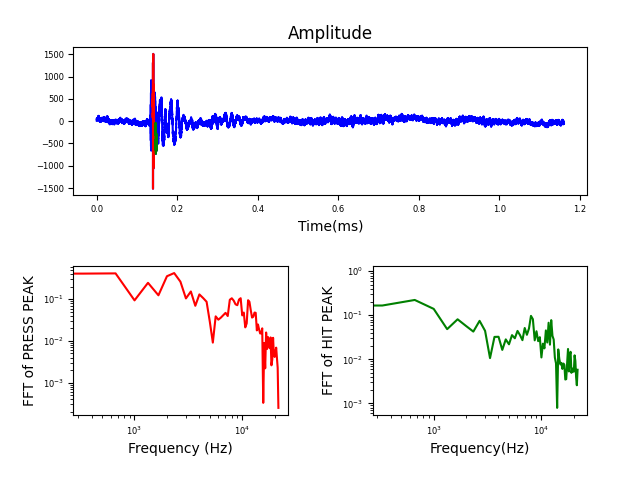 Amplitude
1500
1000
500
0
−500
−1000
−1500
0.0 0.2 0.4 0.6 0.8 1.0 1.2
Time(ms)
FFT of PRESS PEAK
10⁻¹
10⁻²
10⁻³
10³ 10⁴
Frequency (Hz)
FFT of HIT PEAK
10⁰
10⁻¹
10⁻²
10⁻³
10³ 10⁴
Frequency(Hz)